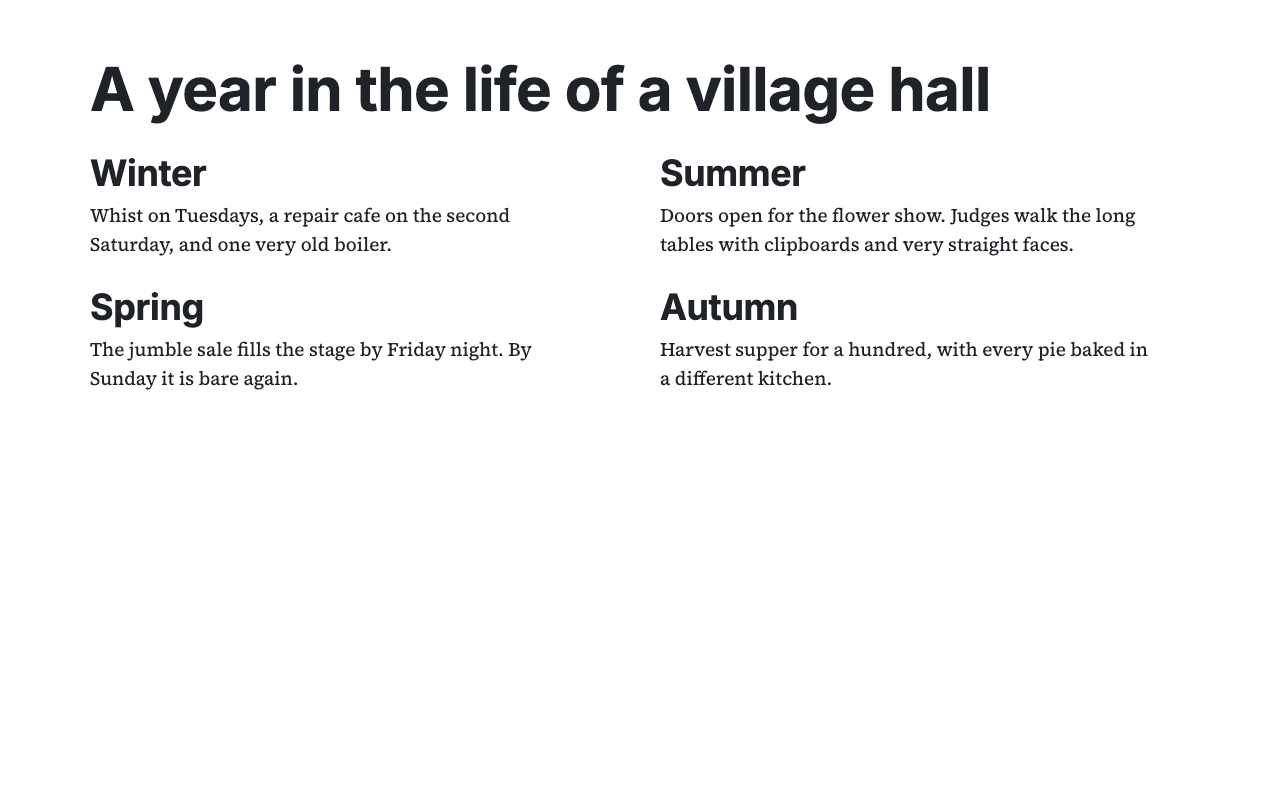 A year in the life of a village hall
Winter
Whist on Tuesdays, a repair cafe on the second
Saturday, and one very old boiler.
Spring
The jumble sale fills the stage by Friday night. By
Sunday it is bare again.
Summer
Doors open for the flower show. Judges walk the long
tables with clipboards and very straight faces.
Autumn
Harvest supper for a hundred, with every pie baked in
a different kitchen.